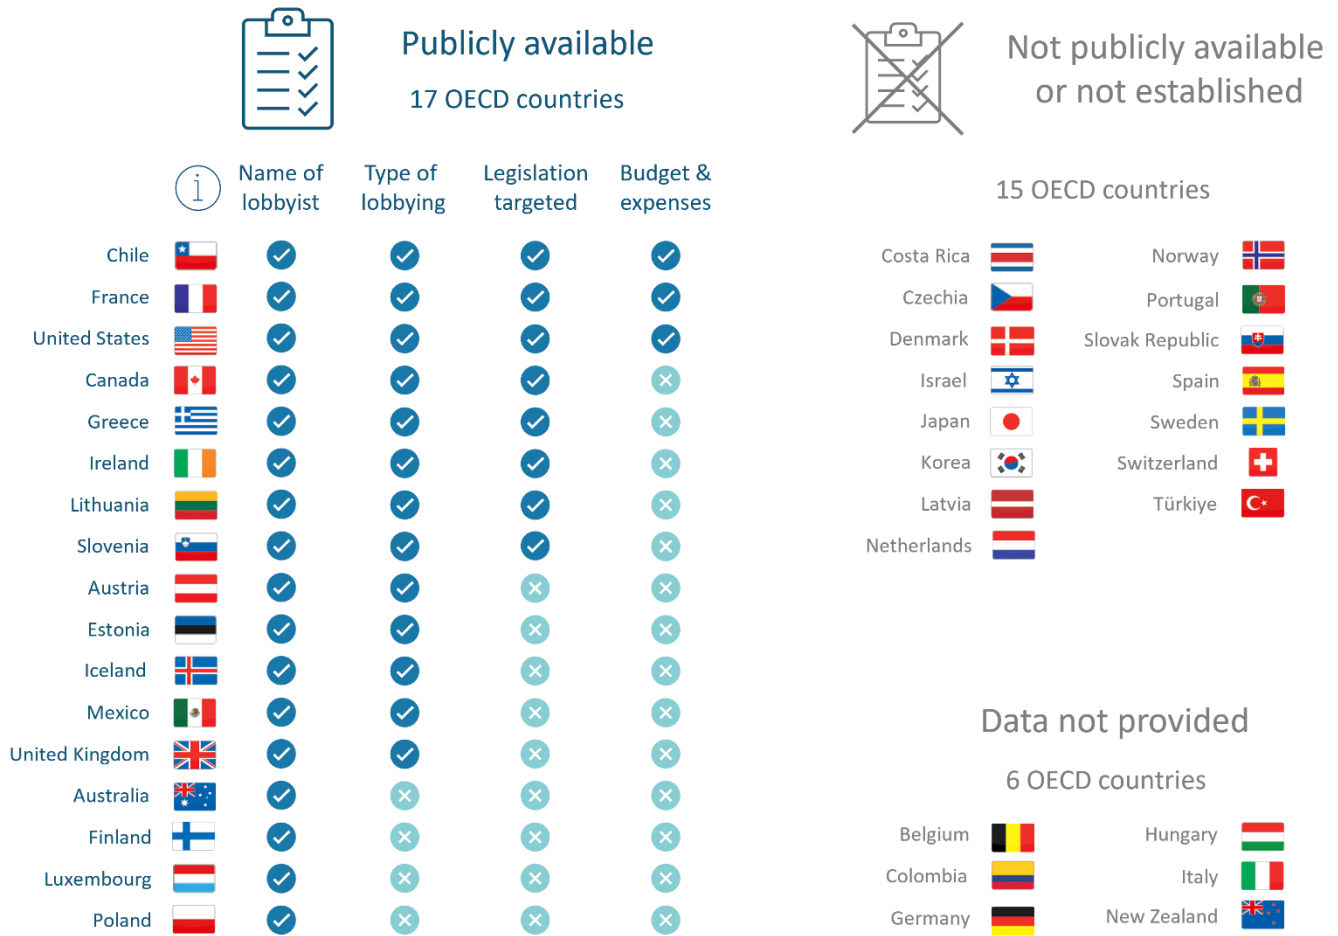 Publicly available
17 OECD countries
Name of
lobbyist
Type of
lobbying
Legislation
targeted
Budget &
expenses
Chile
France
United States
Canada
Greece
Ireland
Lithuania
Slovenia
Austria
Estonia
Iceland
Mexico
United Kingdom
Australia
Finland
Luxembourg
Poland
Not publicly available
or not established
15 OECD countries
Costa Rica
Czechia
Denmark
Israel
Japan
Korea
Latvia
Netherlands
Norway
Portugal
Slovak Republic
Spain
Sweden
Switzerland
Türkiye
Data not provided
6 OECD countries
Belgium
Colombia
Germany
Hungary
Italy
New Zealand